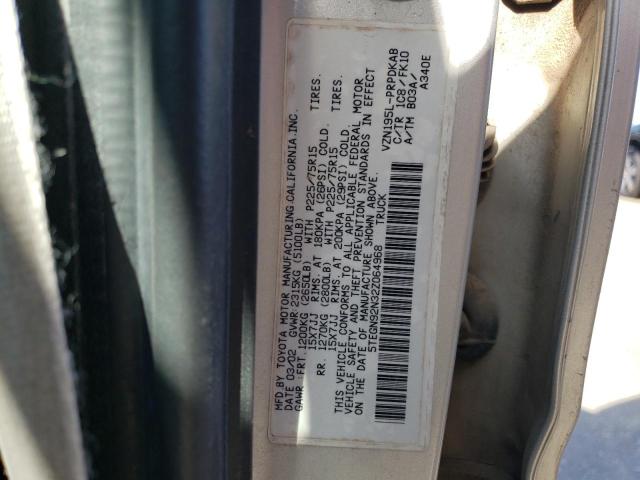 MFD.BY TOYOTA MOTOR MANUFACTURING,CALIFORNIA,INC.
DATE 03/02 GVWR:2315KG (5100LB)
GAWR : FRT. 1200KG (2650LB) WITH P225/75R15 TIRES.
15X7JJ RIMS. AT 180KPA (26PSI) COLD.
RR. 1270KG (2800LB) WITH P225/75R15 TIRES.
15X7JJ RIMS. AT 200KPA (29PSI) COLD.
THIS VEHICLE CONFORMS TO ALL APPLICABLE FEDERAL MOTOR
VEHICLE SAFETY AND THEFT PREVENTION STANDARDS IN EFFECT
ON THE DATE OF MANUFACTURE SHOWN ABOVE.
5TEGN92N32Z064968 TRUCK
VZN195L-PRPDKAB
C/TR 1C8/FK10
A/TM B03A/
A340E